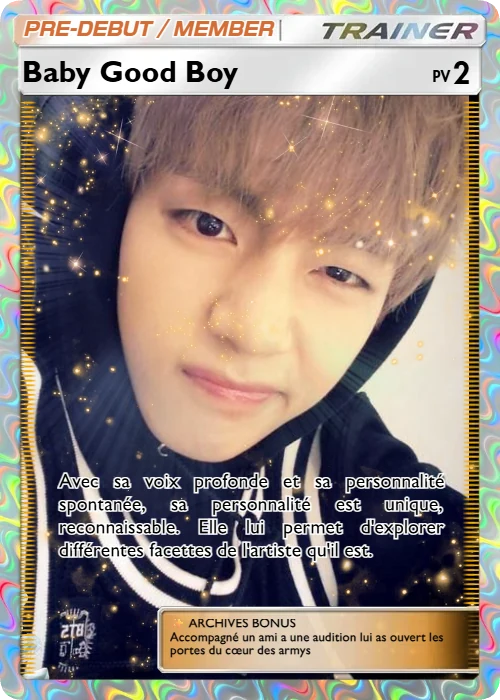 PRE-DEBUT / MEMBER
TRAINER
Baby Good Boy
PV 2
Avec sa voix profonde et sa personnalité
spontanée, sa personnalité est unique,
reconnaissable. Elle lui permet d'explorer
différentes facettes de l'artiste qu'il est.
BTS
ARCHIVES BONUS
Accompagné un ami a une audition lui as ouvert les
portes du cœur des armys